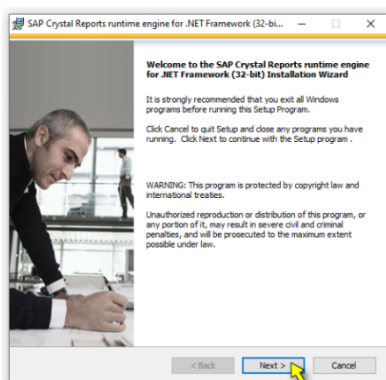 SAP Crystal Reports runtime engine for .NET Framework (32-bi...
Welcome to the SAP Crystal Reports runtime engine
for .NET Framework (32-bit) Installation Wizard
It is strongly recommended that you exit all Windows
programs before running this Setup Program.
Click Cancel to quit Setup and close any programs you have
running. Click Next to continue with the Setup program .
WARNING: This program is protected by copyright law and
international treaties.
Unauthorized reproduction or distribution of this program, or
any portion of it, may result in severe civil and criminal
penalties, and will be prosecuted to the maximum extent
possible under law.
< Back Next > Cancel